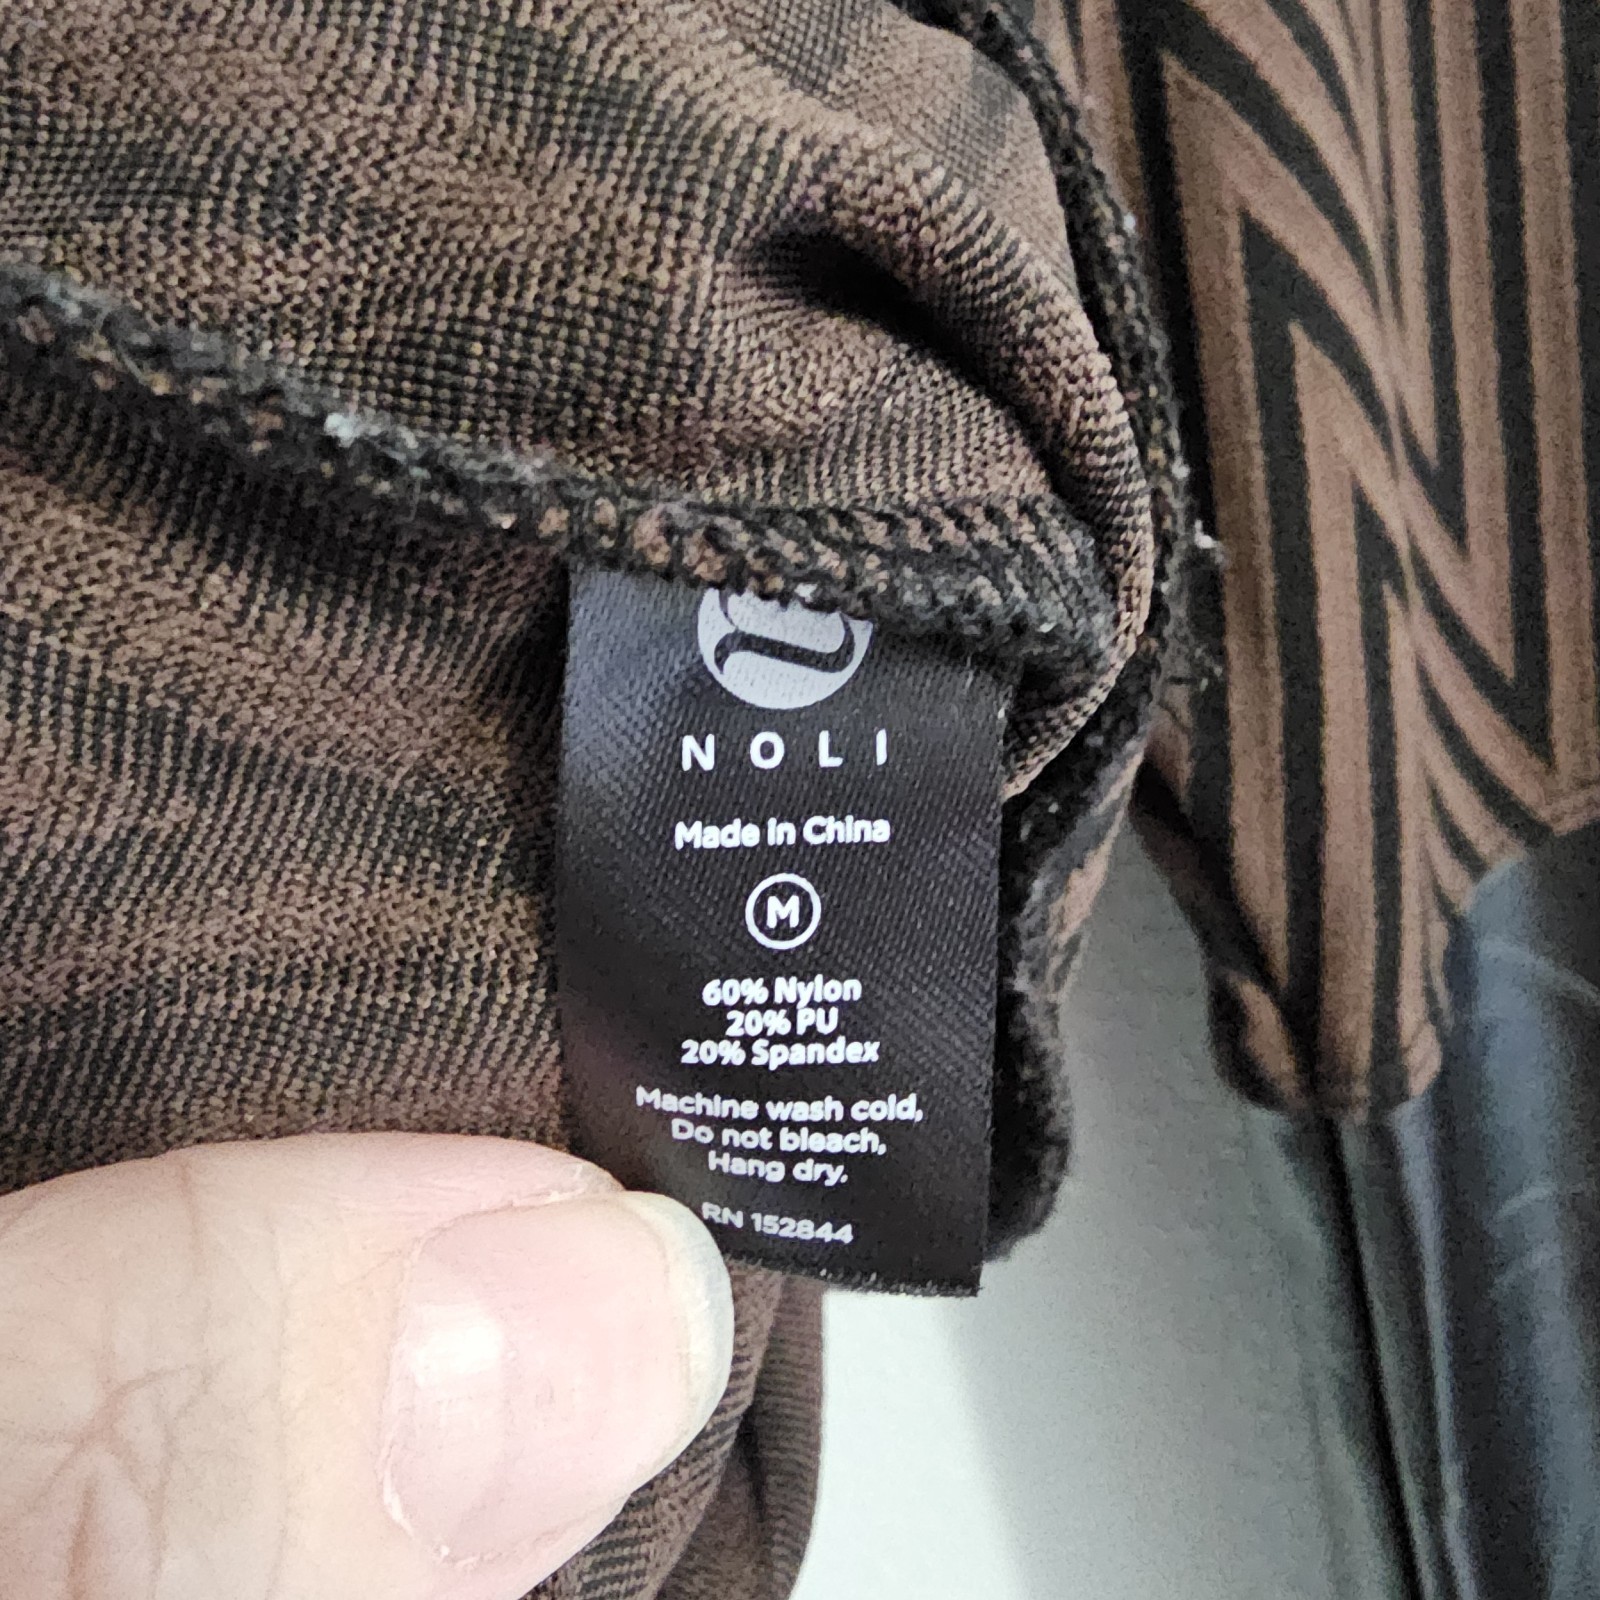 NOLI
Made in China
M
60% Nylon
20% PU
20% Spandex
Machine wash cold,
Do not bleach,
Hang dry.
RN 152844